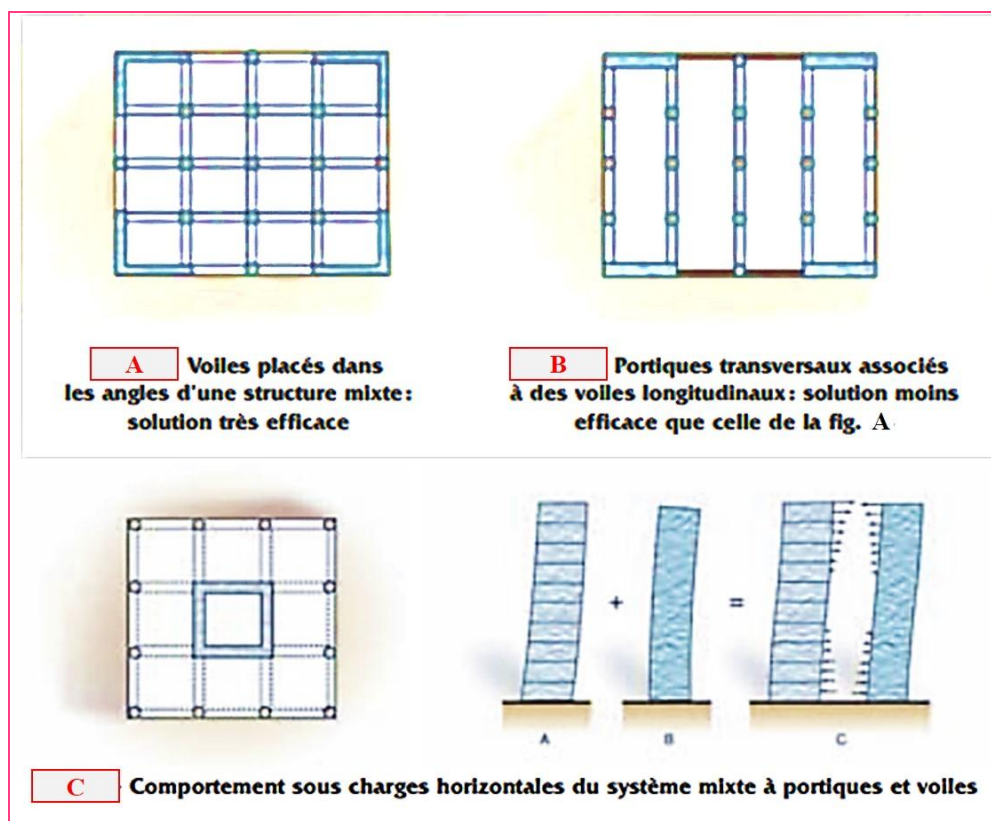 A Voiles placés dans
les angles d'une structure mixte:
solution très efficace
B Portiques transversaux associés
à des voiles longitudinaux: solution moins
efficace que celle de la fig. A
+
=
A
B
C
C Comportement sous charges horizontales du système mixte à portiques et voiles